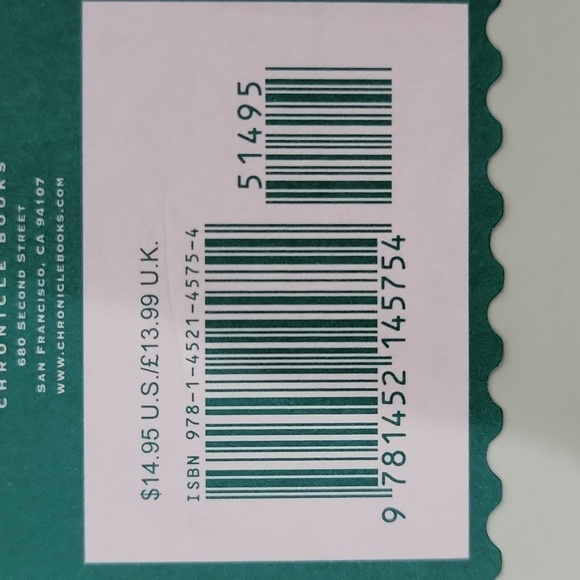 CHRONICLE BOOKS
680 SECOND STREET
SAN FRANCISCO, CA 94107
WWW.CHRONICLEBOOKS.COM
$14.95 U.S./£13.99 U.K.
ISBN 978-1-4521-4575-4
51495
9 781452 145754